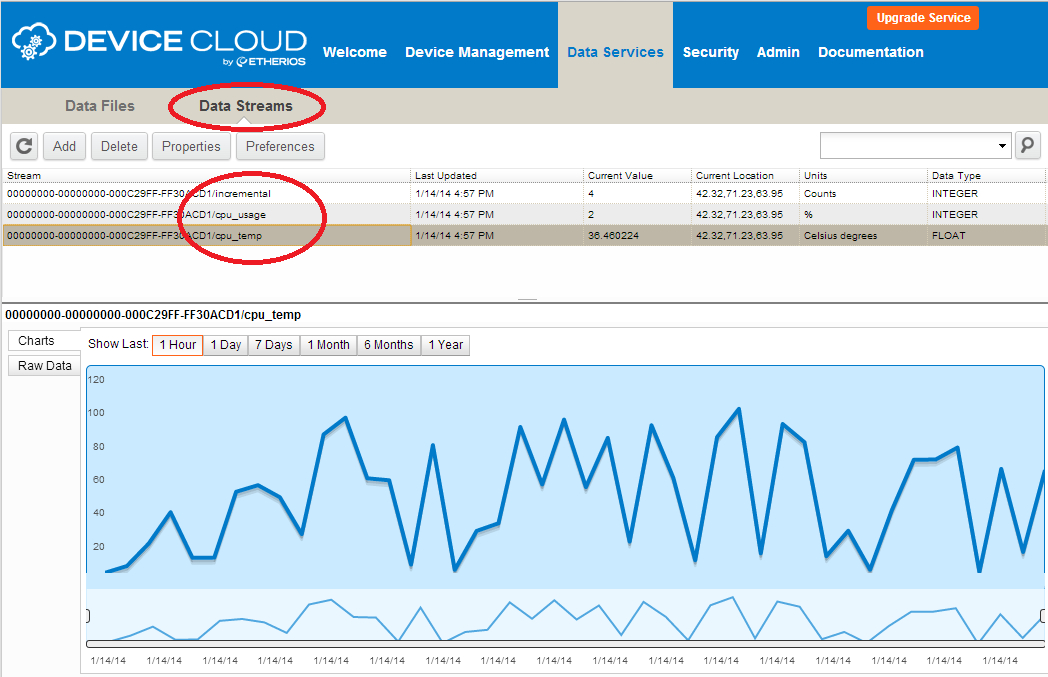 Upgrade Service
DEVICE CLOUD
by ETHERIOS
Welcome Device Management Data Services Security Admin Documentation
Data Files Data Streams
Add Delete Properties Preferences
Stream Last Updated Current Value Current Location Units Data Type
00000000-00000000-000C29FF-FF30ACD1/incremental 1/14/14 4:57 PM 4 42.32,71.23,63.95 Counts INTEGER
00000000-00000000-000C29FF-FF30ACD1/cpu_usage 1/14/14 4:57 PM 2 42.32,71.23,63.95 % INTEGER
00000000-00000000-000C29FF-FF30ACD1/cpu_temp 1/14/14 4:57 PM 36.460224 42.32,71.23,63.95 Celsius degrees FLOAT
00000000-00000000-000C29FF-FF30ACD1/cpu_temp
Charts
Raw Data
Show Last: 1 Hour 1 Day 7 Days 1 Month 6 Months 1 Year
120
100
80
60
40
20
1/14/14 1/14/14 1/14/14 1/14/14 1/14/14 1/14/14 1/14/14 1/14/14 1/14/14 1/14/14 1/14/14 1/14/14 1/14/14 1/14/14 1/14/14 1/14/14 1/14/14